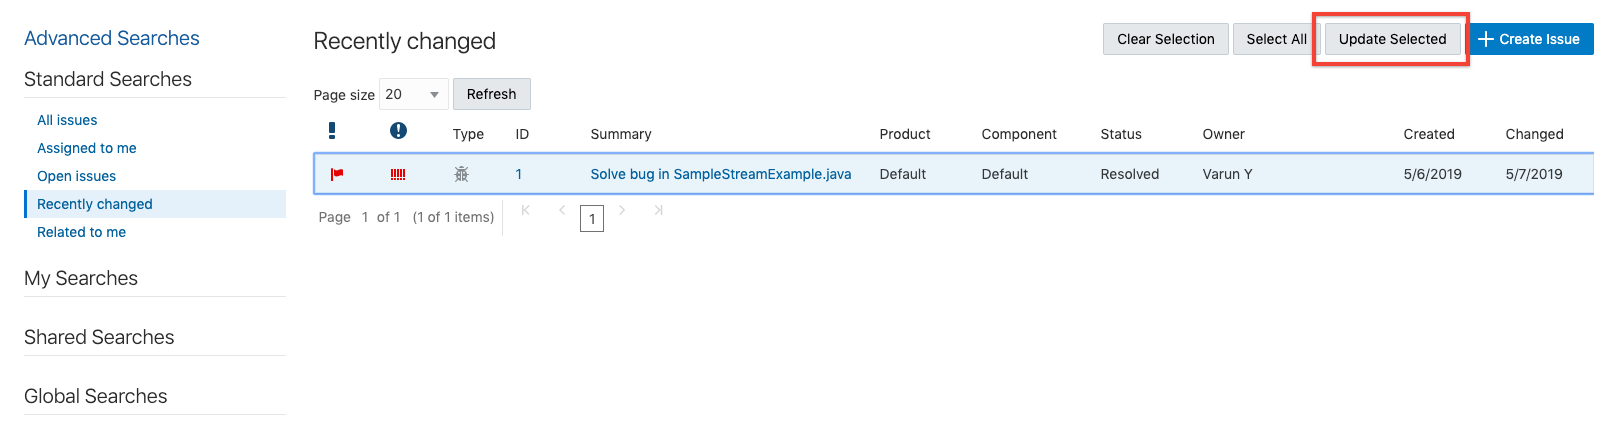 Advanced Searches
Standard Searches
All issues
Assigned to me
Open issues
Recently changed
Related to me
My Searches
Shared Searches
Global Searches
Recently changed
Clear Selection Select All Update Selected Create Issue
Page size 20 Refresh
Type ID Summary Product Component Status Owner Created Changed
1 Solve bug in SampleStreamExample.java Default Default Resolved Varun Y 5/6/2019 5/7/2019
Page 1 of 1 (1 of 1 items) 1